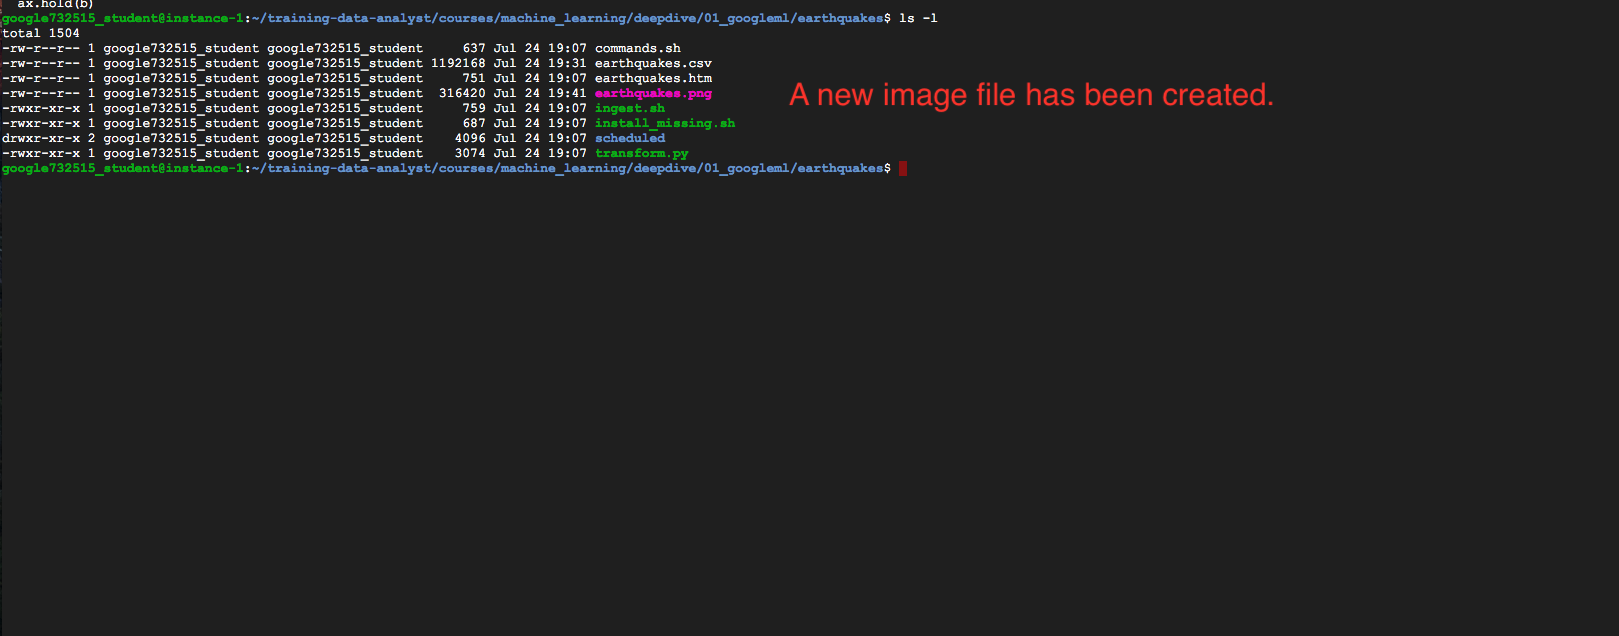 ax.hold(b)
google732515_student@instance-1:~/training-data-analyst/courses/machine_learning/deepdive/01_googleml/earthquakes$ ls -l
total 1504
-rw-r--r-- 1 google732515_student google732515_student 637 Jul 24 19:07 commands.sh
-rw-r--r-- 1 google732515_student google732515_student 1192168 Jul 24 19:31 earthquakes.csv
-rw-r--r-- 1 google732515_student google732515_student 751 Jul 24 19:07 earthquakes.htm
-rw-r--r-- 1 google732515_student google732515_student 316420 Jul 24 19:41 earthquakes.png
A new image file has been created.
-rwxr-xr-x 1 google732515_student google732515_student 759 Jul 24 19:07 ingest.sh
-rwxr-xr-x 1 google732515_student google732515_student 687 Jul 24 19:07 install_missing.sh
drwxr-xr-x 2 google732515_student google732515_student 4096 Jul 24 19:07 scheduled
-rwxr-xr-x 1 google732515_student google732515_student 3074 Jul 24 19:07 transform.py
google732515_student@instance-1:~/training-data-analyst/courses/machine_learning/deepdive/01_googleml/earthquakes$